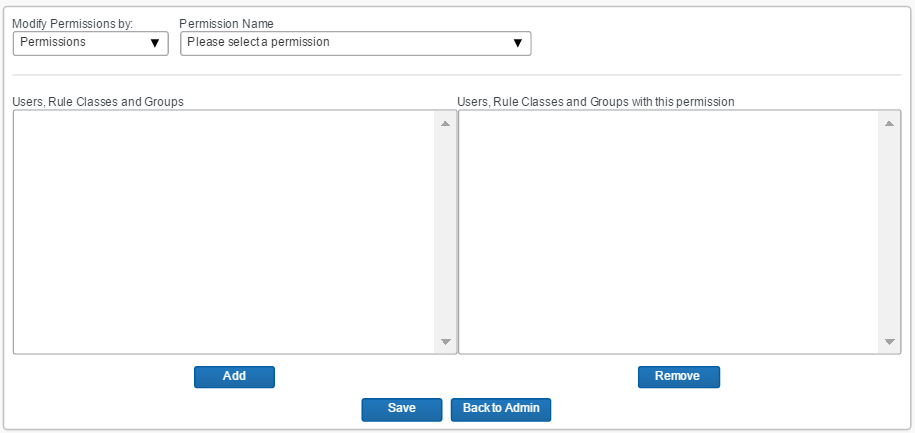 Modify Permissions by: Permission Name
Permissions Please select a permission
Users, Rule Classes and Groups Users, Rule Classes and Groups with this permission
Add Remove
Save Back to Admin